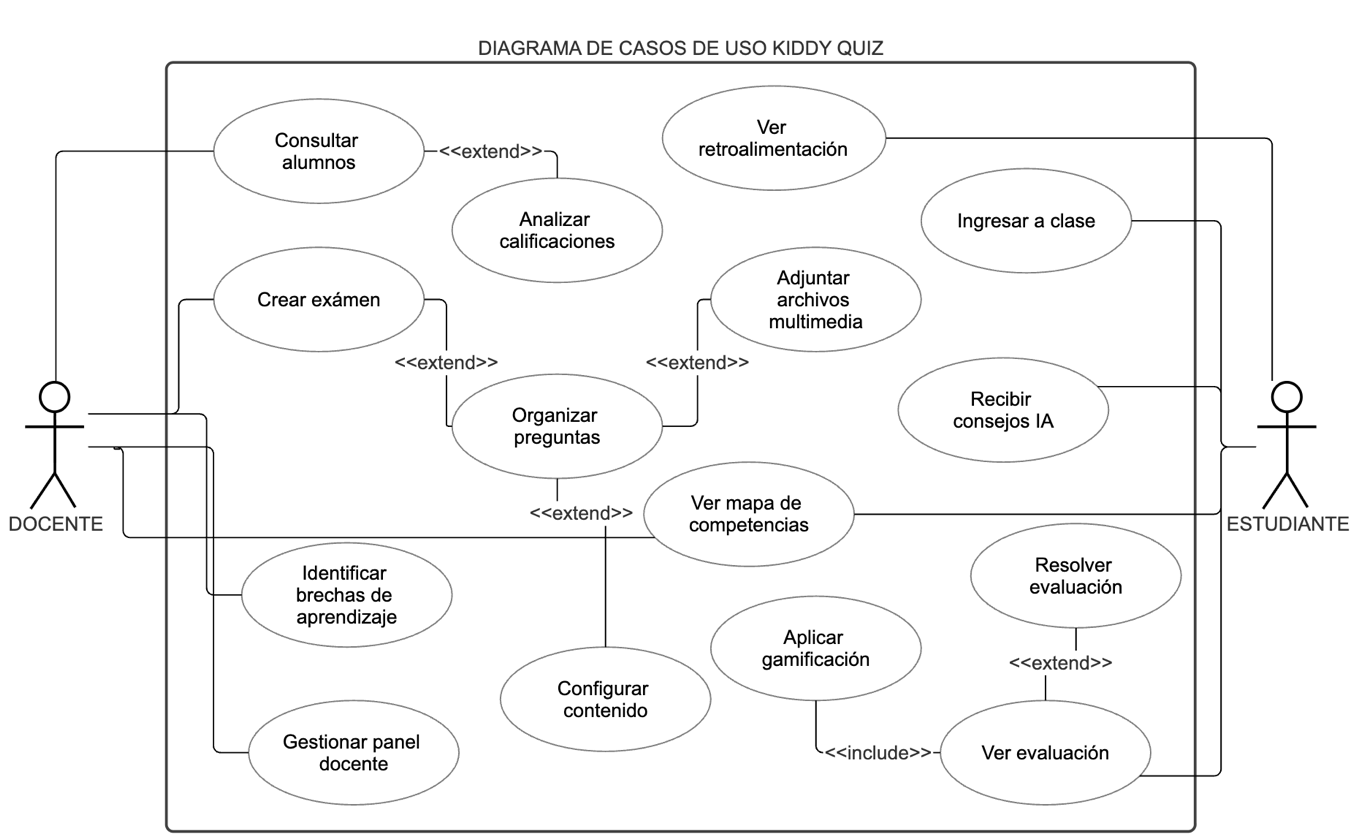 DIAGRAMA DE CASOS DE USO KIDDY QUIZ
Consultar
alumnos
<<extend>>
Analizar
calificaciones
Ver
retroalimentación
Ingresar a clase
Crear exámen
<<extend>>
Adjuntar
archivos
multimedia
<<extend>>
Organizar
preguntas
Recibir
consejos IA
DOCENTE
ESTUDIANTE
<<extend>>
Ver mapa de
competencias
Identificar
brechas de
aprendizaje
Resolver
evaluación
Aplicar
gamificación
<<extend>>
Configurar
contenido
Gestionar panel
docente
<<include>>
Ver evaluación